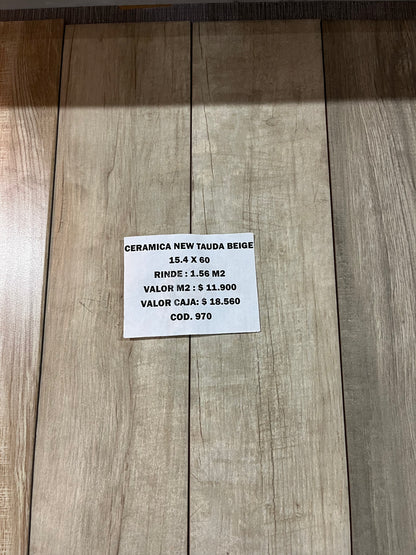 CERAMICA NEW TAUDA BEIGE
15.4 X 60
RINDE : 1.56 M2
VALOR M2 : $ 11.900
VALOR CAJA: $ 18.560
COD. 970